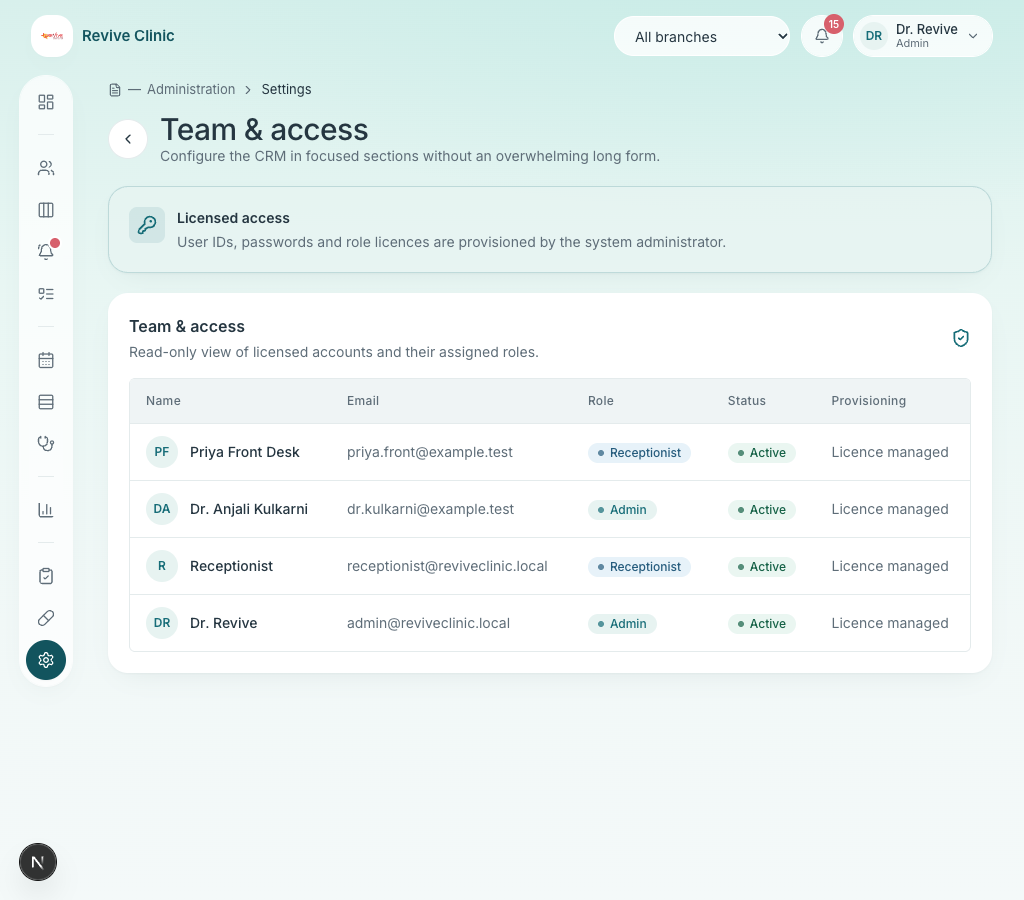 Revive Clinic
All branches
15
DR
Dr. Revive
Admin
— Administration > Settings
Team & access
Configure the CRM in focused sections without an overwhelming long form.
Licensed access
User IDs, passwords and role licences are provisioned by the system administrator.
Team & access
Read-only view of licensed accounts and their assigned roles.
Name Email Role Status Provisioning
PF Priya Front Desk priya.front@example.test Receptionist Active Licence managed
DA Dr. Anjali Kulkarni dr.kulkarni@example.test Admin Active Licence managed
R Receptionist receptionist@reviveclinic.local Receptionist Active Licence managed
DR Dr. Revive admin@reviveclinic.local Admin Active Licence managed
N